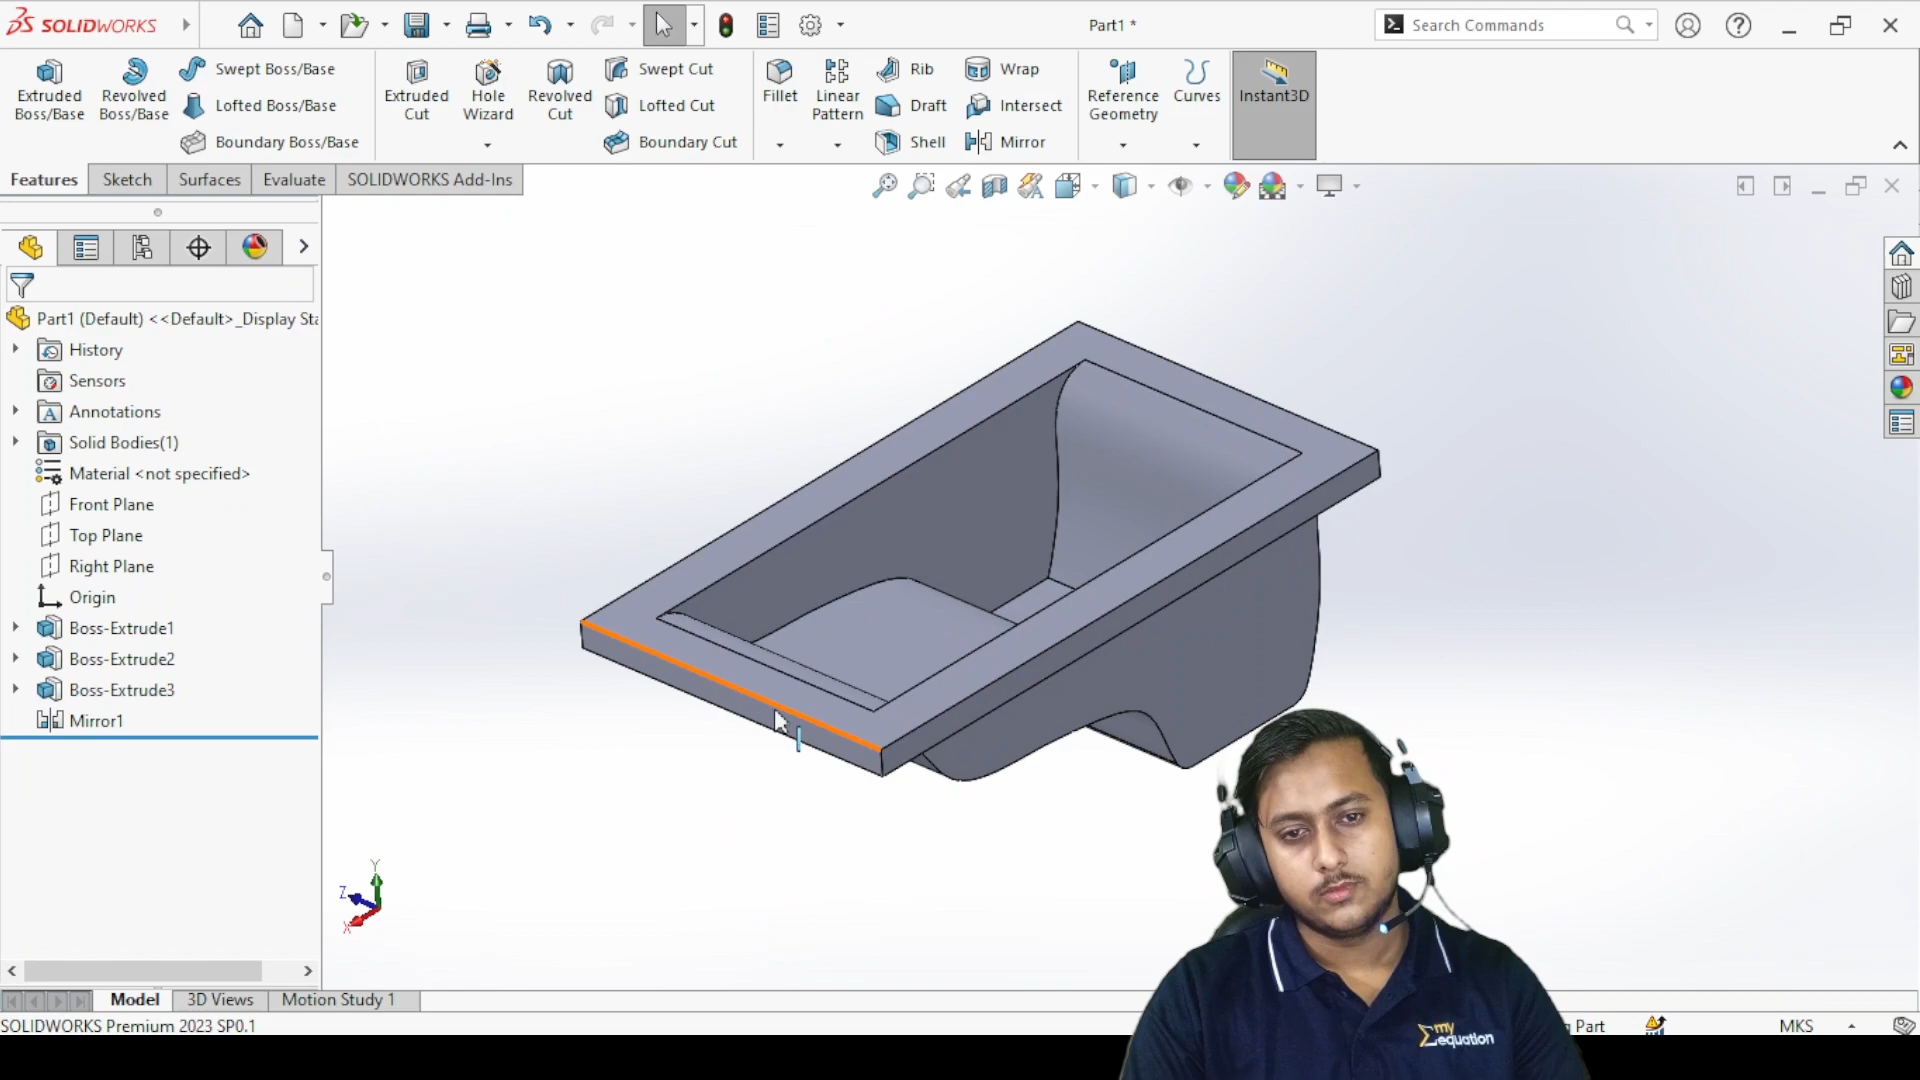 SOLIDWORKS
Part1 *
Search Commands
Extruded
Boss/Base
Revolved
Boss/Base
Swept Boss/Base
Lofted Boss/Base
Boundary Boss/Base
Extruded
Cut
Hole
Wizard
Revolved
Cut
Swept Cut
Lofted Cut
Boundary Cut
Fillet
Linear
Pattern
Rib
Draft
Shell
Wrap
Intersect
Mirror
Reference
Geometry
Curves
Instant3D
Features
Sketch
Surfaces
Evaluate
SOLIDWORKS Add-Ins
Part1 (Default) <<Default>_Display Sta
History
Sensors
Annotations
Solid Bodies(1)
Material <not specified>
Front Plane
Top Plane
Right Plane
Origin
Boss-Extrude1
Boss-Extrude2
Boss-Extrude3
Mirror1
Y
Z
X
Model
3D Views
Motion Study 1
SOLIDWORKS Premium 2023 SP0.1
Part
MKS
my
equation